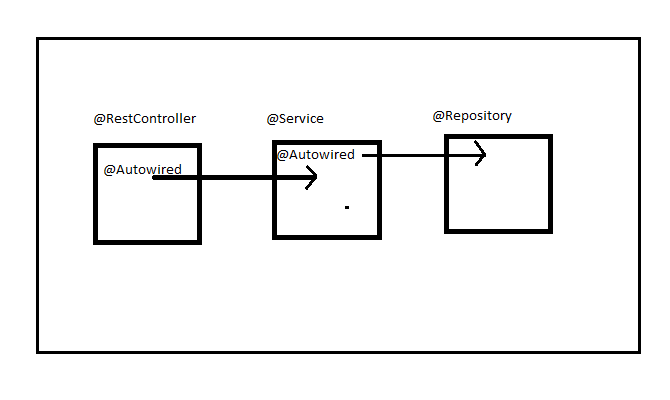 @RestController
@Service
@Repository
@Autowired
@Autowired